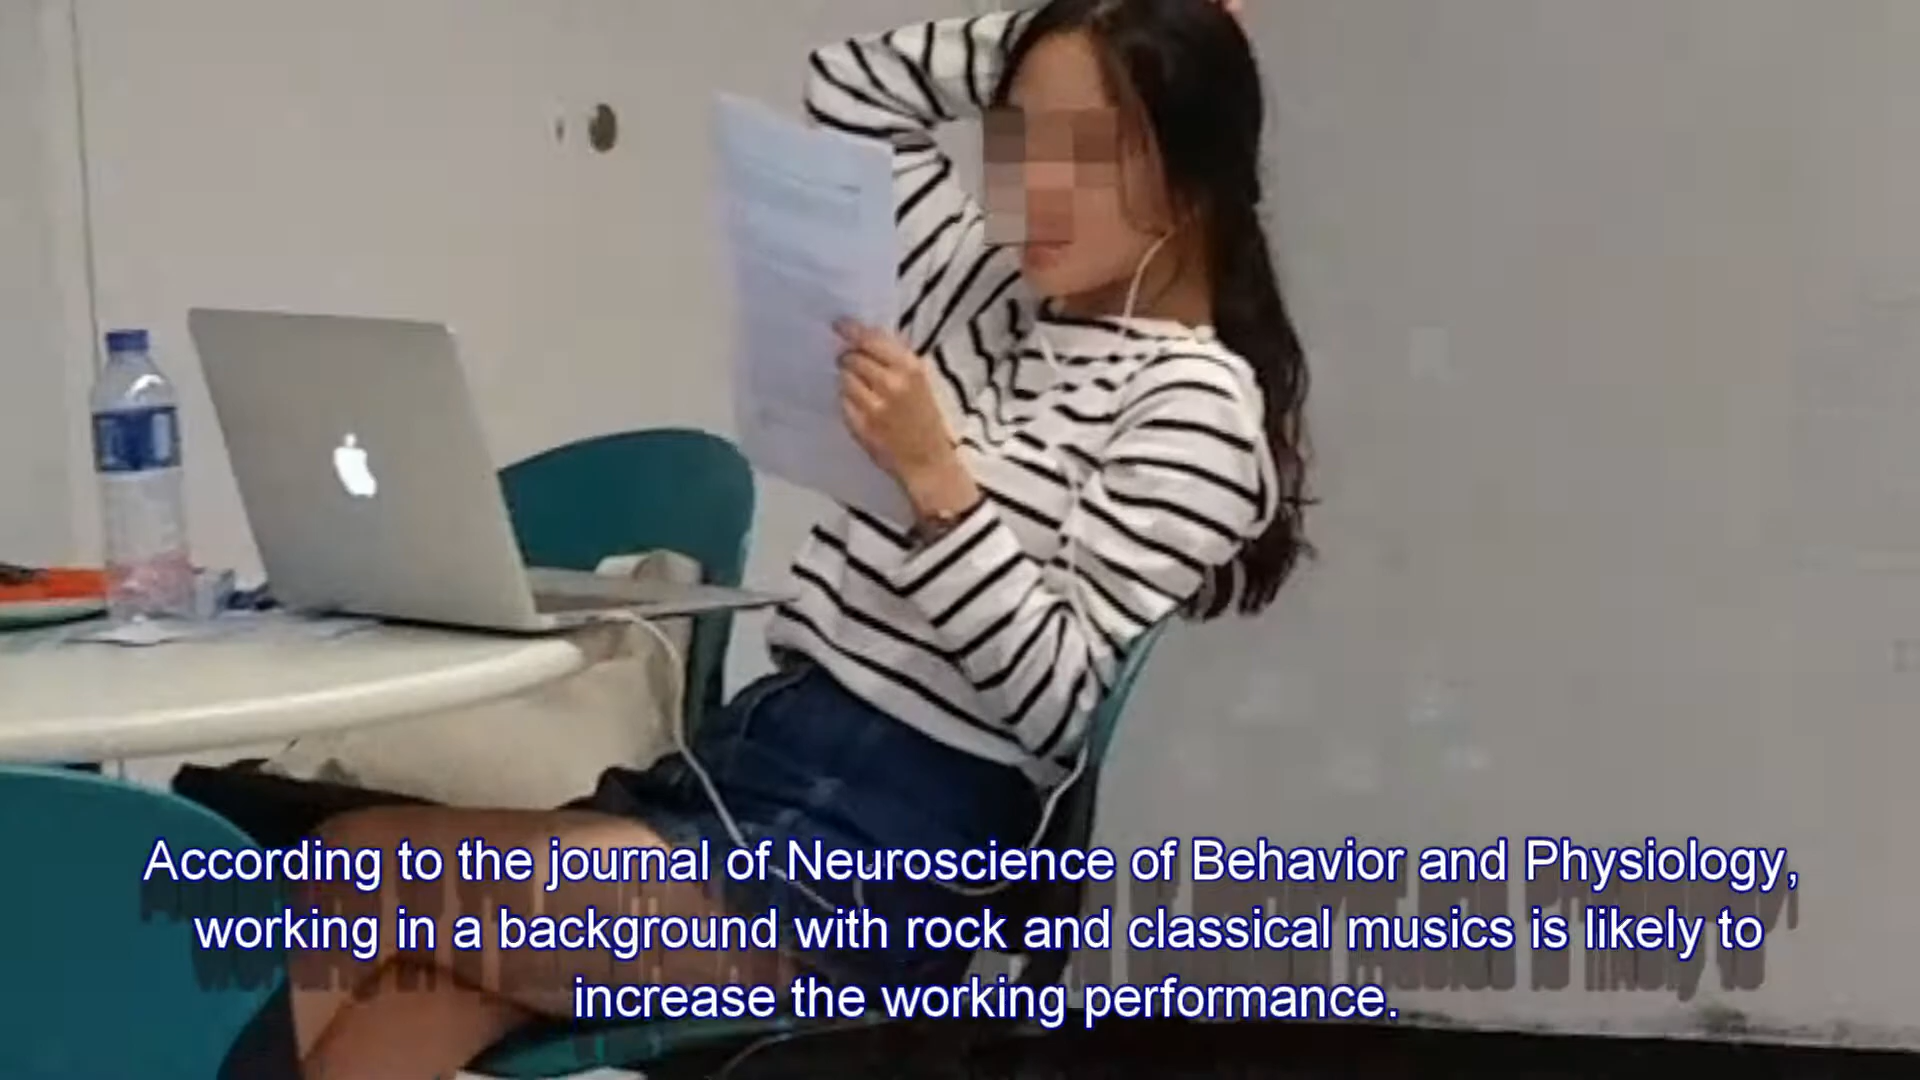 According to the journal of Neuroscience of Behavior and Physiology,
working in a background with rock and classical musics is likely to
increase the working performance.